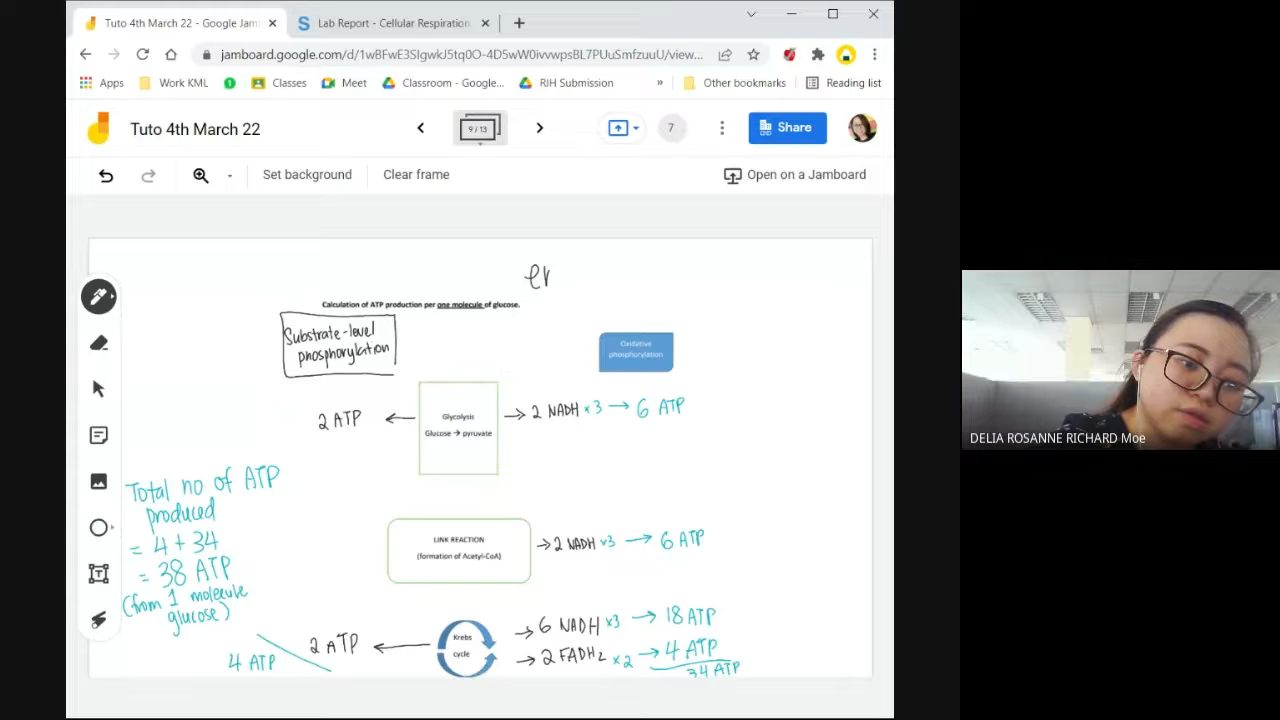 Tuto 4th March 22 - Google Jam
Lab Report - Cellular Respiration
jamboard.google.com/d/1wBFwE3SIgwkJ5tq0O-4D5wW0ivvwpsBL7PUuSmfzuuU/view...
Apps
Work KML
Classes
Meet
Classroom - Google...
RIH Submission
»
Other bookmarks
Reading list
Tuto 4th March 22
9 / 13
7
Share
Set background
Clear frame
Open on a Jamboard
er
Calculation of ATP production per one molecule of glucose.
Substrate-level
phosphorylation
Oxidative
phosphorylation
2 ATP ← Glycolysis → 2 NADH ×3 → 6 ATP
Glucose → pyruvate
Total no of ATP
produced
= 4 + 34
= 38 ATP
(from 1 molecule
glucose)
LINK REACTION → 2 NADH ×3 → 6 ATP
(formation of Acetyl-CoA)
2 ATP ← Krebs
cycle
→ 6 NADH ×3 → 18 ATP
→ 2 FADH₂ ×2 → 4 ATP
4 ATP
34 ATP
DELIA ROSANNE RICHARD Moe